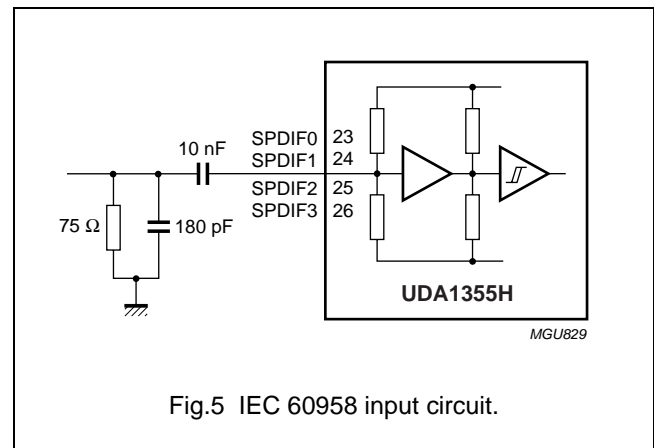 SPDIF0 23
10 nF SPDIF1 24
SPDIF2 25
75 Ω 180 pF SPDIF3 26
UDA1355H
MGU829
Fig.5 IEC 60958 input circuit.